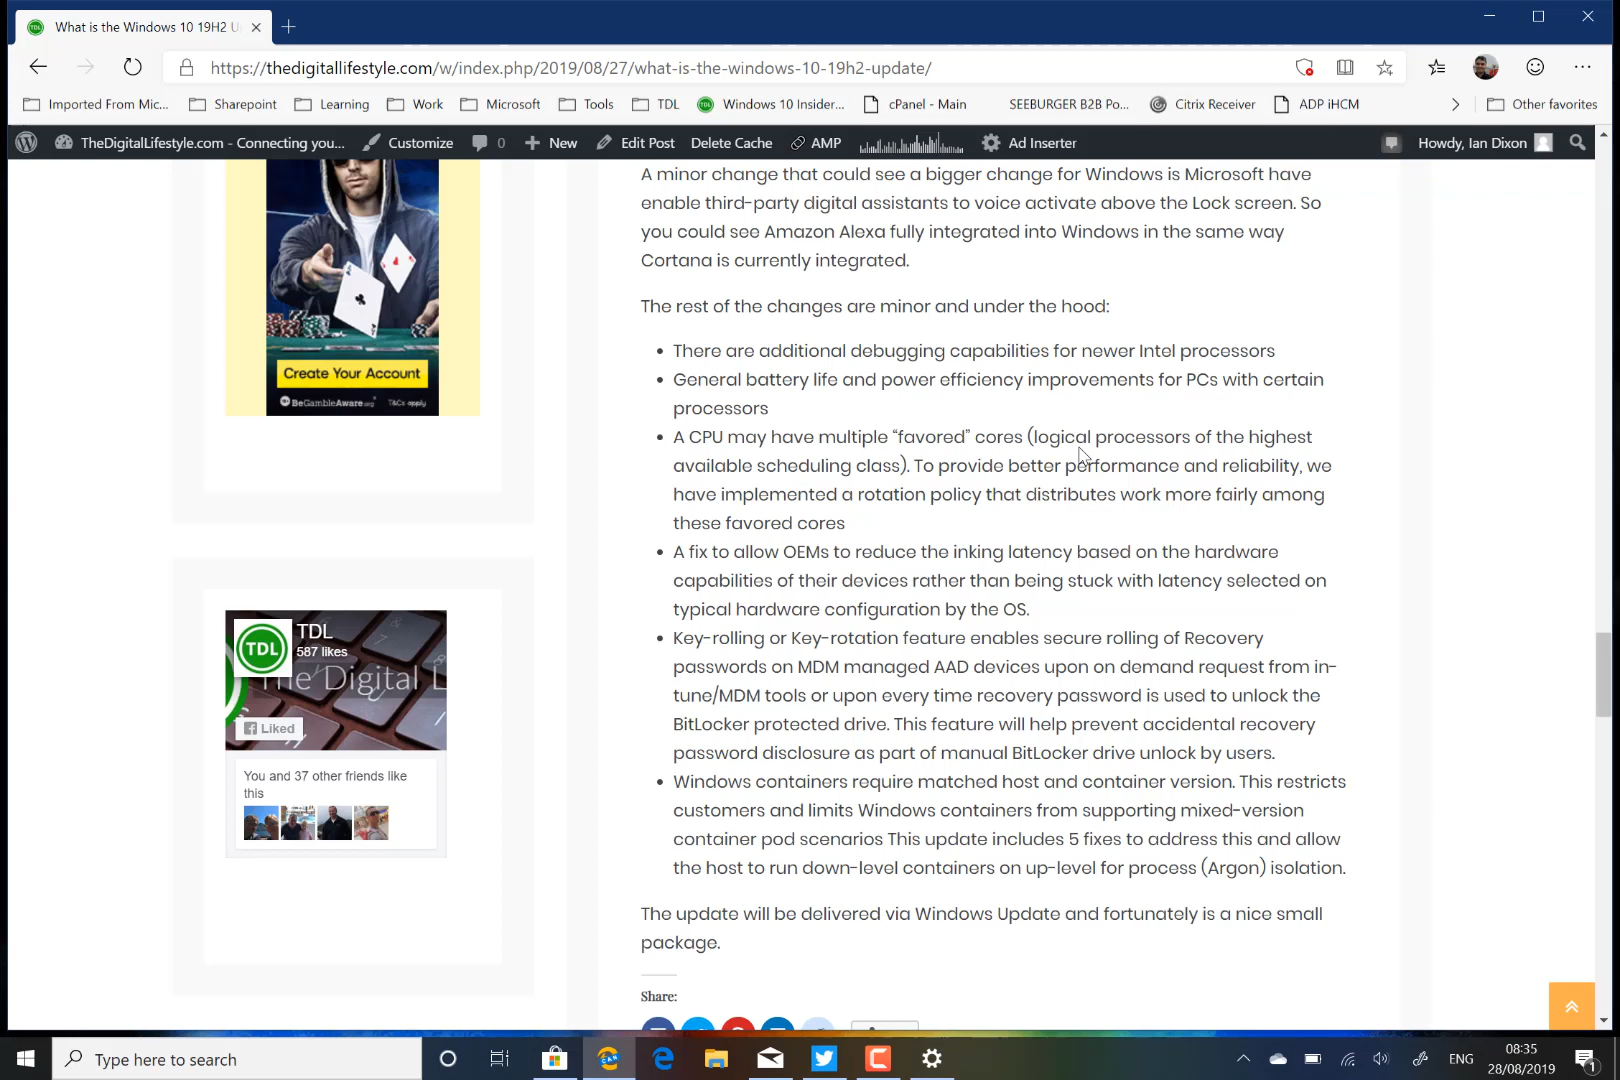 What is the Windows 10 19H2 U
https://thedigitallifestyle.com/w/index.php/2019/08/27/what-is-the-windows-10-19h2-update/
Imported From Mic...
Sharepoint
Learning
Work
Microsoft
Tools
TDL
Windows 10 Insider...
cPanel - Main
SEEBURGER B2B Po...
Citrix Receiver
ADP iHCM
Other favorites
TheDigitalLifestyle.com - Connecting you...
Customize
0
New
Edit Post
Delete Cache
AMP
Ad Inserter
Howdy, Ian Dixon
Create Your Account
BeGambleAware.org
T&Cs apply
TDL
TDL
587 likes
The Digital L
Liked
You and 37 other friends like
this
A minor change that could see a bigger change for Windows is Microsoft have
enable third-party digital assistants to voice activate above the Lock screen. So
you could see Amazon Alexa fully integrated into Windows in the same way
Cortana is currently integrated.
The rest of the changes are minor and under the hood:
• There are additional debugging capabilities for newer Intel processors
• General battery life and power efficiency improvements for PCs with certain
processors
• A CPU may have multiple “favored” cores (logical processors of the highest
available scheduling class). To provide better performance and reliability, we
have implemented a rotation policy that distributes work more fairly among
these favored cores
• A fix to allow OEMs to reduce the inking latency based on the hardware
capabilities of their devices rather than being stuck with latency selected on
typical hardware configuration by the OS.
• Key-rolling or Key-rotation feature enables secure rolling of Recovery
passwords on MDM managed AAD devices upon on demand request from in-
tune/MDM tools or upon every time recovery password is used to unlock the
BitLocker protected drive. This feature will help prevent accidental recovery
password disclosure as part of manual BitLocker drive unlock by users.
• Windows containers require matched host and container version. This restricts
customers and limits Windows containers from supporting mixed-version
container pod scenarios This update includes 5 fixes to address this and allow
the host to run down-level containers on up-level for process (Argon) isolation.
The update will be delivered via Windows Update and fortunately is a nice small
package.
Share:
Type here to search
CAN
ENG
08:35
28/08/2019
1